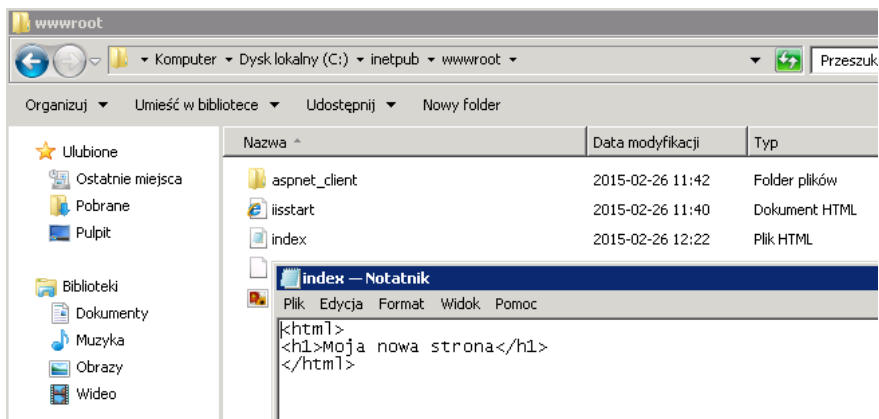 wwwroot
Komputer Dysk lokalny (C:) inetpub wwwroot Przeszuk
Organizuj Umieść w bibliotece Udostępnij Nowy folder
Nazwa Data modyfikacji Typ
Ulubione
Ostatnie miejsca
Pobrane
Pulpit
Biblioteki
Dokumenty
Muzyka
Obrazy
Wideo
aspnet_client 2015-02-26 11:42 Folder plików
iisstart 2015-02-26 11:40 Dokument HTML
index 2015-02-26 12:22 Plik HTML
index — Notatnik
Plik Edycja Format Widok Pomoc
<html>
<h1>Moja nowa strona</h1>
</html>